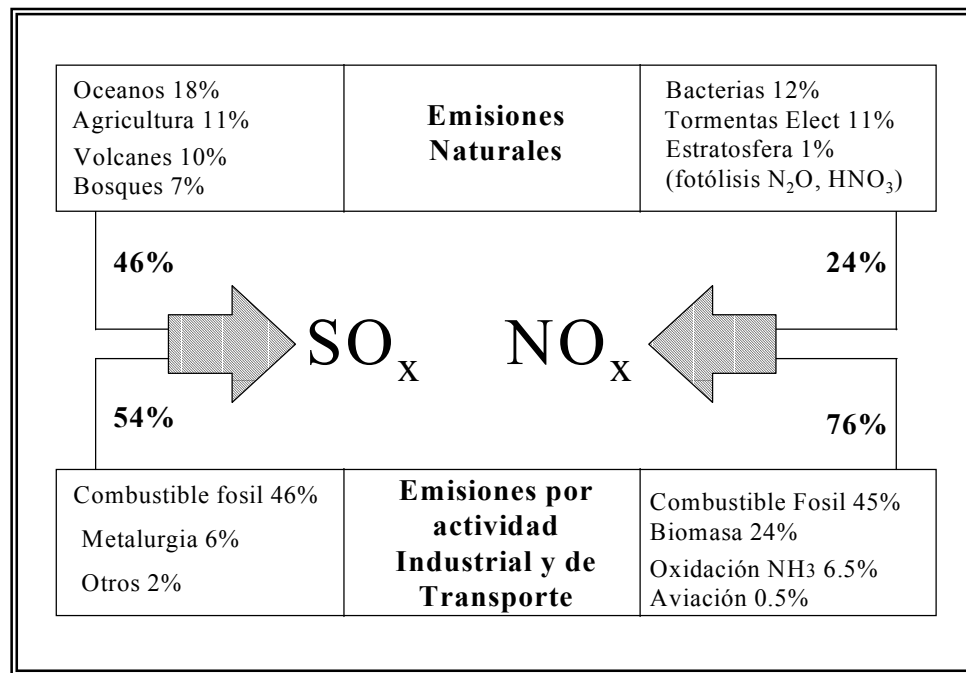 Oceanos 18%
Agricultura 11%
Volcanes 10%
Bosques 7%
Emisiones
Naturales
Bacterias 12%
Tormentas Elect 11%
Estratosfera 1%
(fotólisis N₂O, HNO₃)
46%
24%
SOₓ
NOₓ
54%
76%
Combustible fosil 46%
Metalurgia 6%
Otros 2%
Emisiones por
actividad
Industrial y de
Transporte
Combustible Fosil 45%
Biomasa 24%
Oxidación NH3 6.5%
Aviación 0.5%